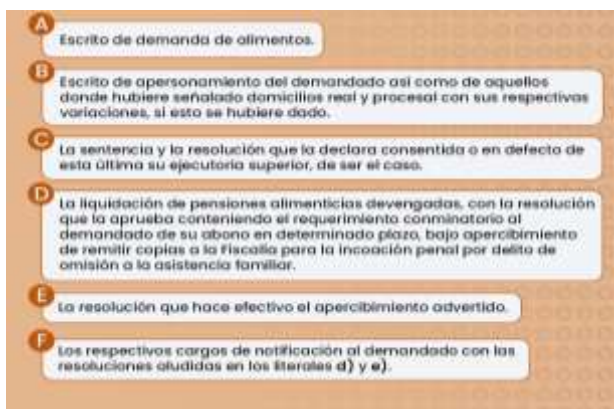 A
Escrito de demanda de alimentos.
B
Escrito de apersonamiento del demandado así como de aquellos
donde hubiere señalado domicilios real y procesal con sus respectivas
variaciones, si esto se hubiere dado.
C
La sentencia y la resolución que la declara consentida o en defecto de
esta última su ejecutoria superior, de ser el caso.
D
La liquidación de pensiones alimenticias devengadas, con la resolución
que la aprueba conteniendo el requerimiento conminatorio al
demandado de su abono en determinado plazo, bajo apercibimiento
de remitir copias a la Fiscalía para la incoación penal por delito de
omisión a la asistencia familiar.
E
La resolución que hace efectivo el apercibimiento advertido.
F
Los respectivos cargos de notificación al demandado con las
resoluciones aludidas en los literales d) y e).